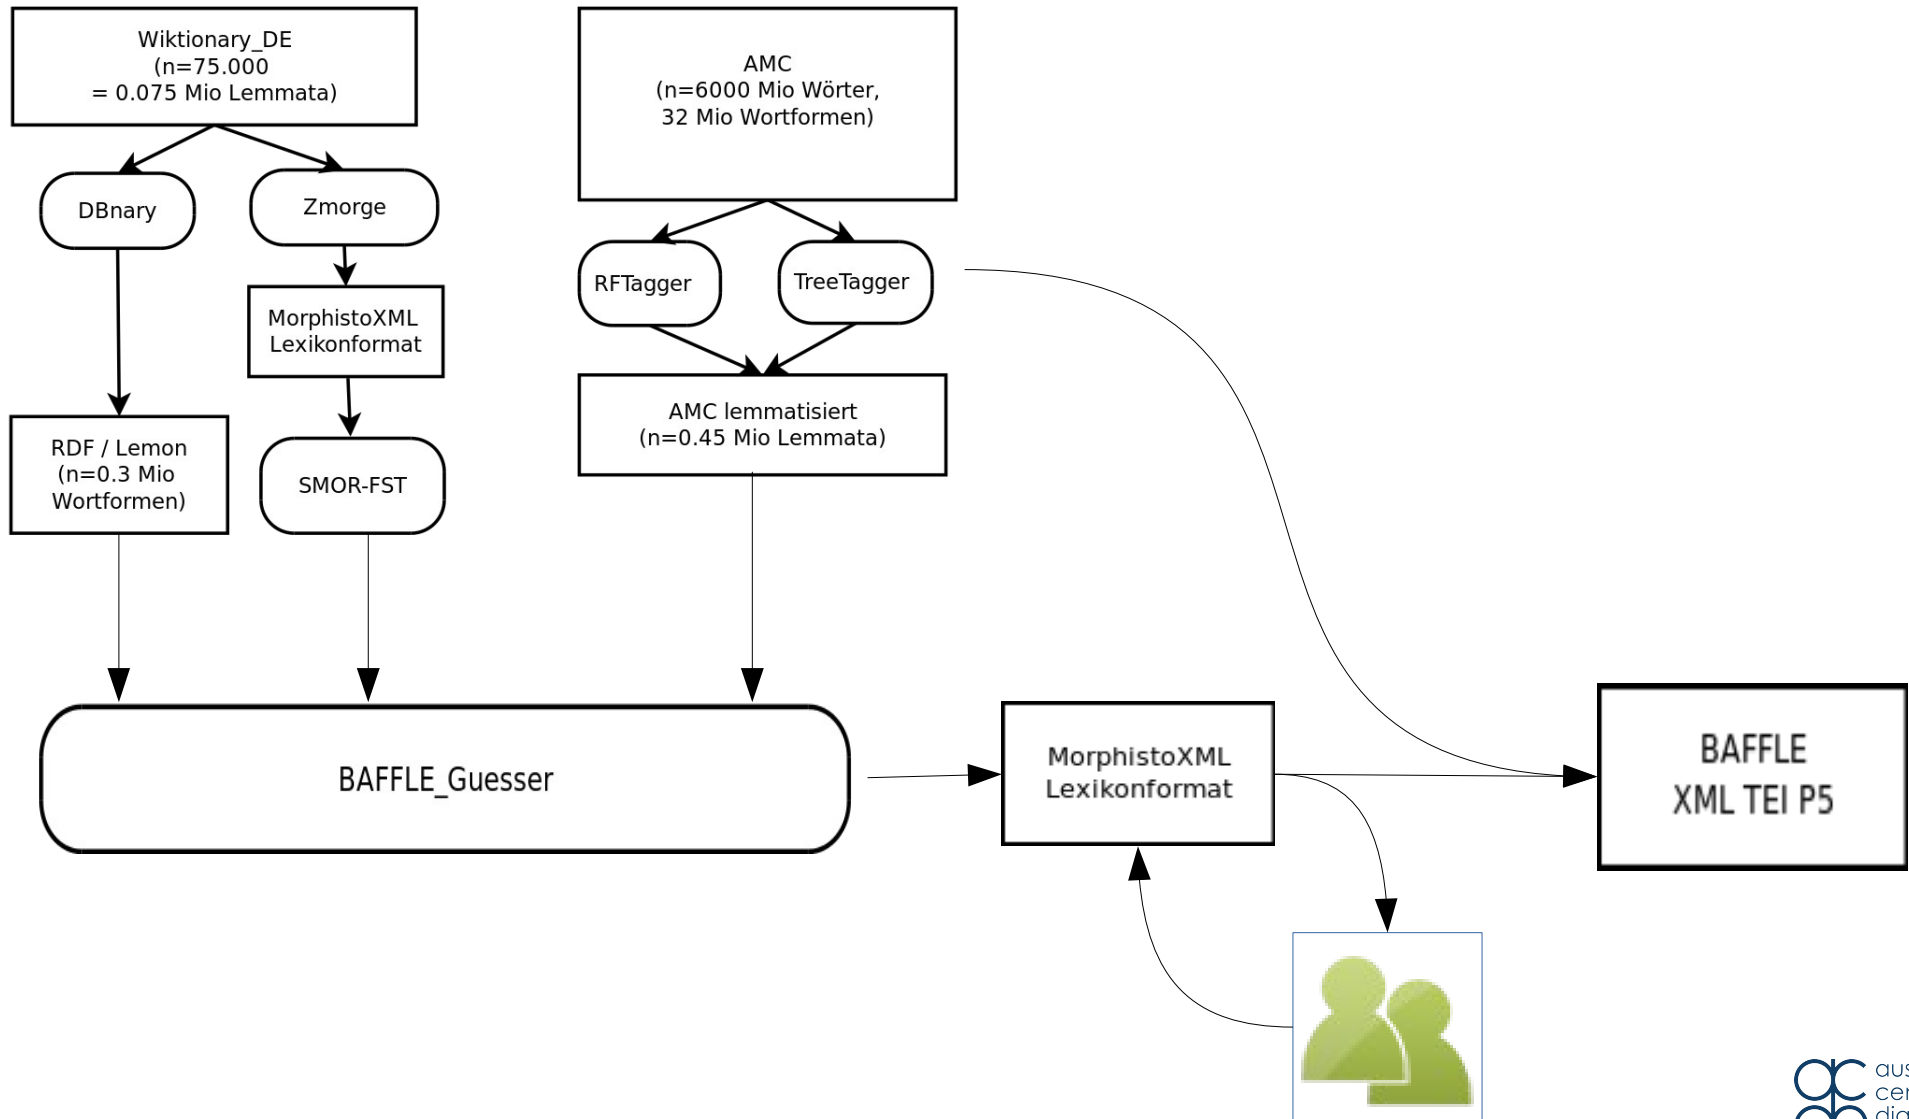 Wiktionary_DE
(n=75.000
= 0.075 Mio Lemmata)
AMC
(n=6000 Mio Wörter,
32 Mio Wortformen)
DBnary
Zmorge
RFTagger
TreeTagger
MorphistoXML
Lexikonformat
AMC lemmatisiert
(n=0.45 Mio Lemmata)
RDF / Lemon
(n=0.3 Mio
Wortformen)
SMOR-FST
BAFFLE_Guesser
MorphistoXML
Lexikonformat
BAFFLE
XML TEI P5